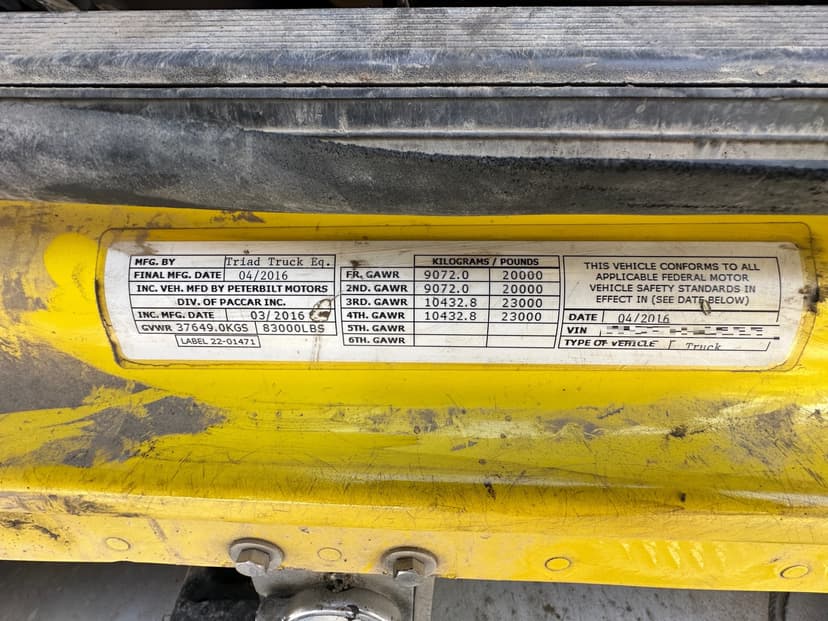 MFG. BY Triad Truck Eq.
FINAL MFG. DATE 04/2016
INC. VEH. MFD BY PETERBILT MOTORS
DIV. OF PACCAR INC.
INC. MFG. DATE 03/2016
GVWR 37649.0KGS 83000LBS
LABEL 22-01471
KILOGRAMS / POUNDS
FR. GAWR 9072.0 20000
2ND. GAWR 9072.0 20000
3RD. GAWR 10432.8 23000
4TH. GAWR 10432.8 23000
5TH. GAWR
6TH. GAWR
THIS VEHICLE CONFORMS TO ALL
APPLICABLE FEDERAL MOTOR
VEHICLE SAFETY STANDARDS IN
EFFECT IN (SEE DATE BELOW)
DATE 04/2016
VIN
TYPE OF VEHICLE Truck